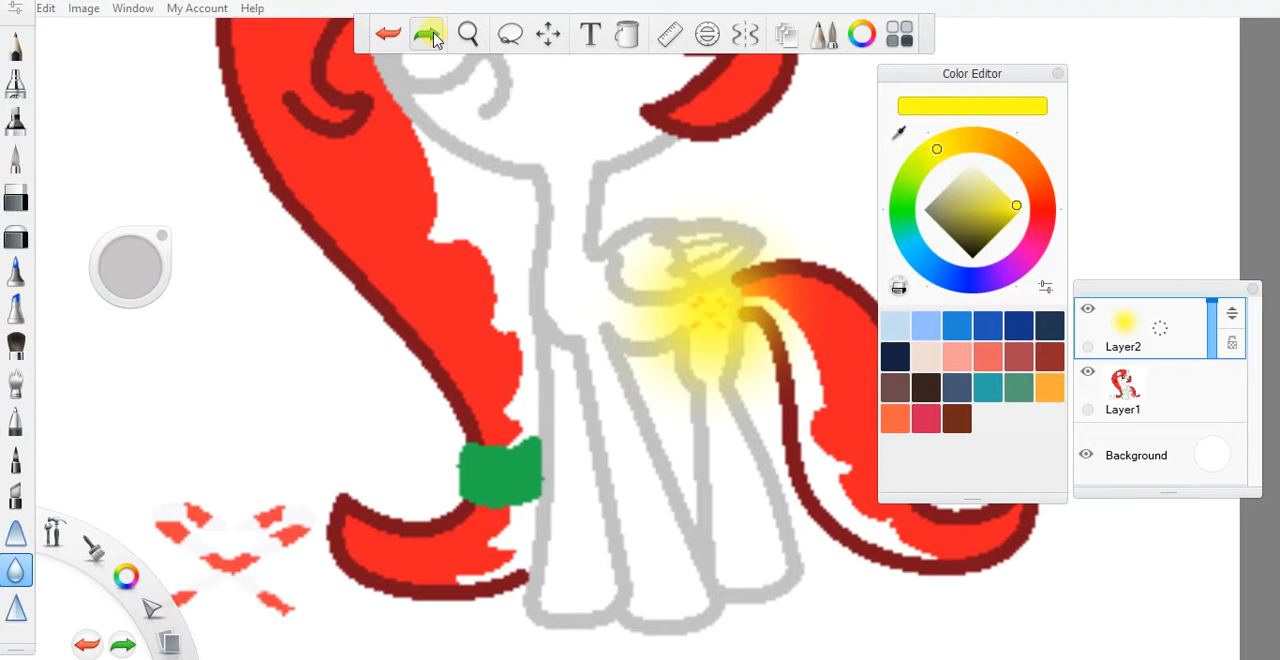 Edit Image Window My Account Help
T
Color Editor
Layer2
Layer1
Background